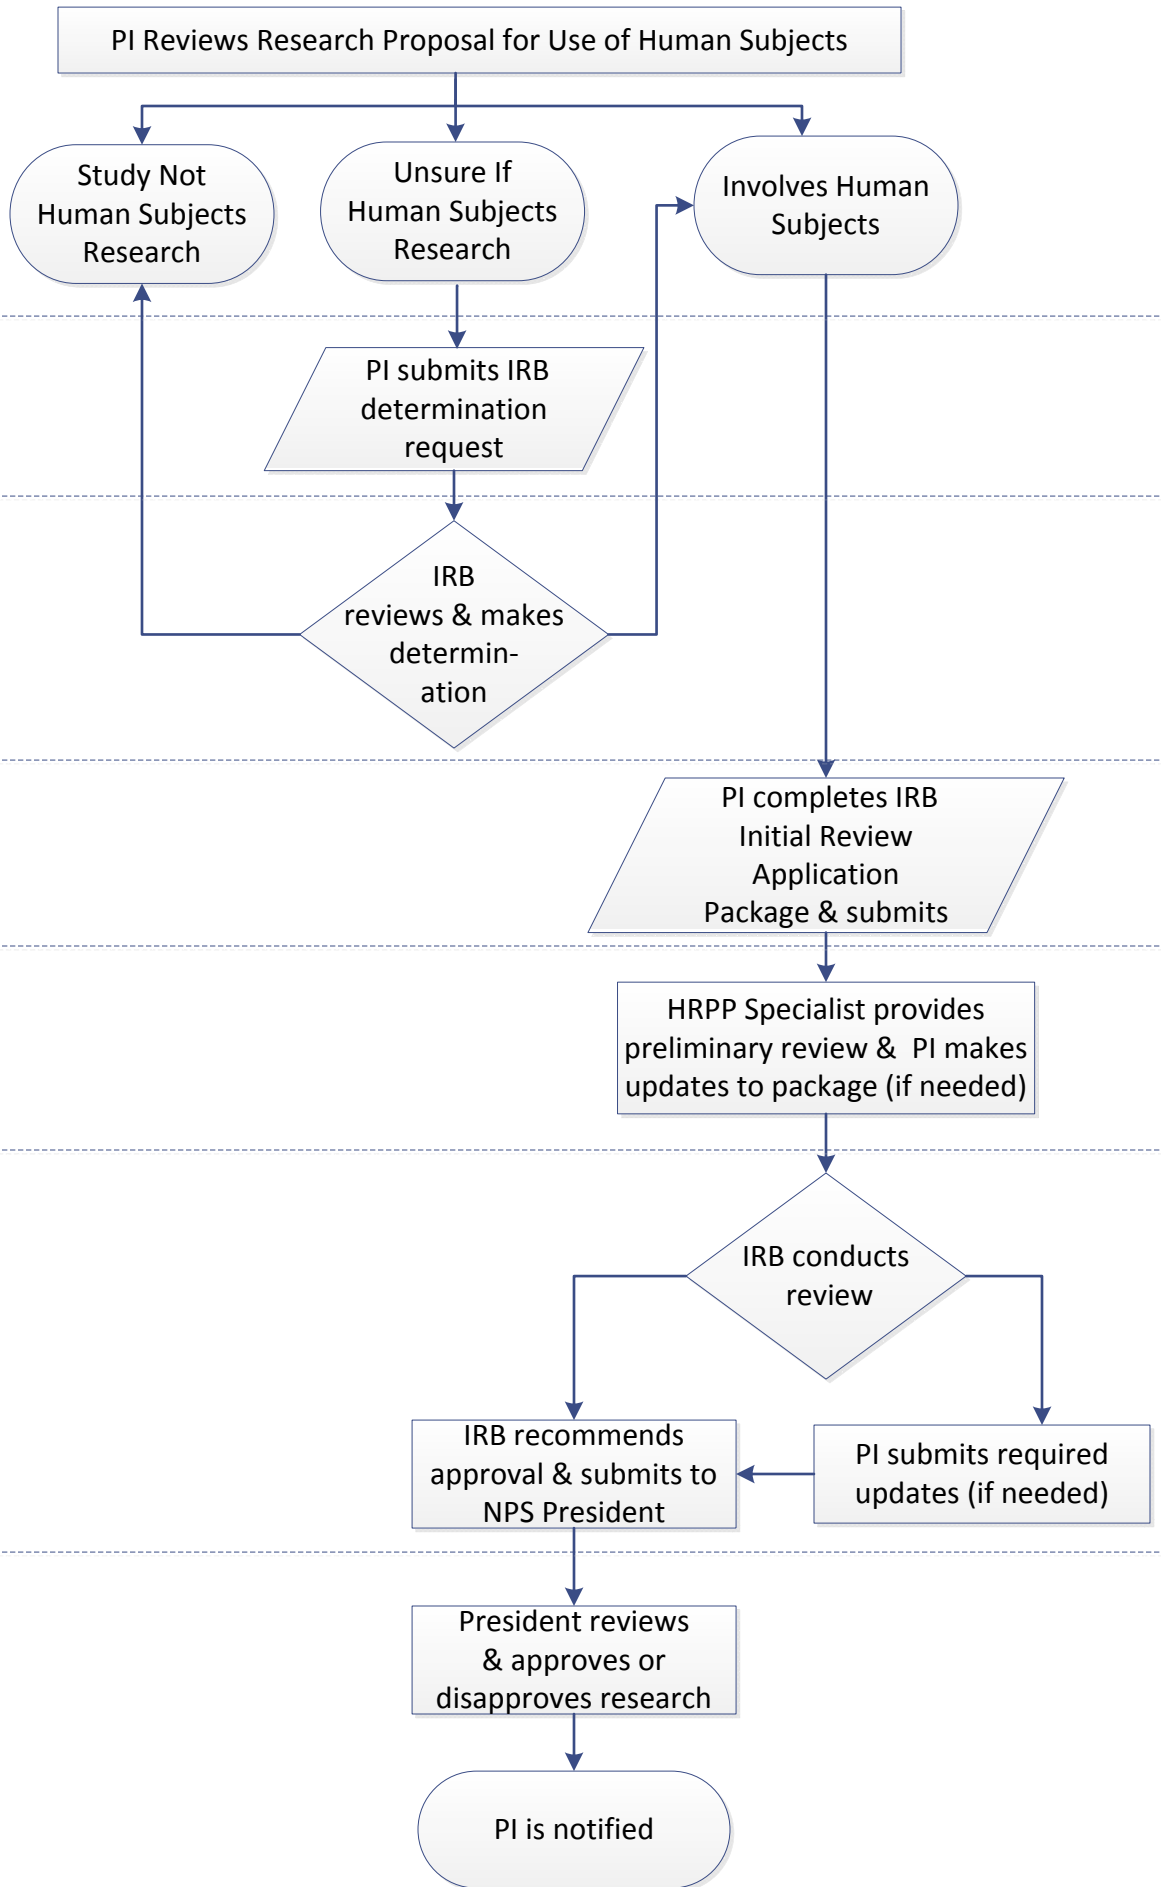 PI Reviews Research Proposal for Use of Human Subjects
Study Not
Human Subjects
Research
Unsure If
Human Subjects
Research
Involves Human
Subjects
PI submits IRB
determination
request
IRB
reviews & makes
determin-
ation
PI completes IRB
Initial Review
Application
Package & submits
HRPP Specialist provides
preliminary review & PI makes
updates to package (if needed)
IRB conducts
review
IRB recommends
approval & submits to
NPS President
PI submits required
updates (if needed)
President reviews
& approves or
disapproves research
PI is notified